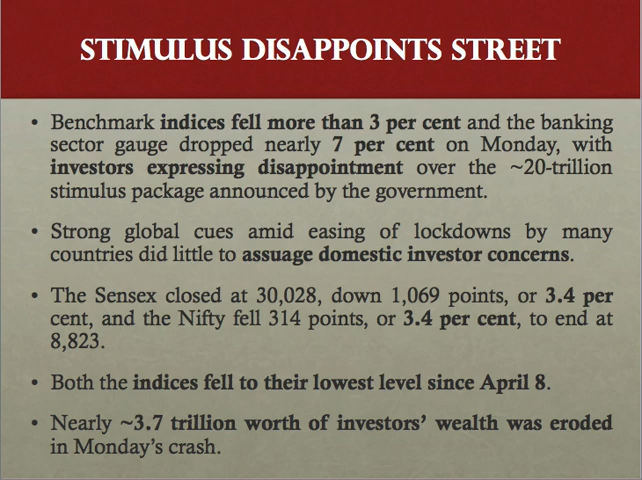 STIMULUS DISAPPOINTS STREET
• Benchmark indices fell more than 3 per cent and the banking
sector gauge dropped nearly 7 per cent on Monday, with
investors expressing disappointment over the ~20-trillion
stimulus package announced by the government.
• Strong global cues amid easing of lockdowns by many
countries did little to assuage domestic investor concerns.
• The Sensex closed at 30,028, down 1,069 points, or 3.4 per
cent, and the Nifty fell 314 points, or 3.4 per cent, to end at
8,823.
• Both the indices fell to their lowest level since April 8.
• Nearly ~3.7 trillion worth of investors’ wealth was eroded
in Monday’s crash.